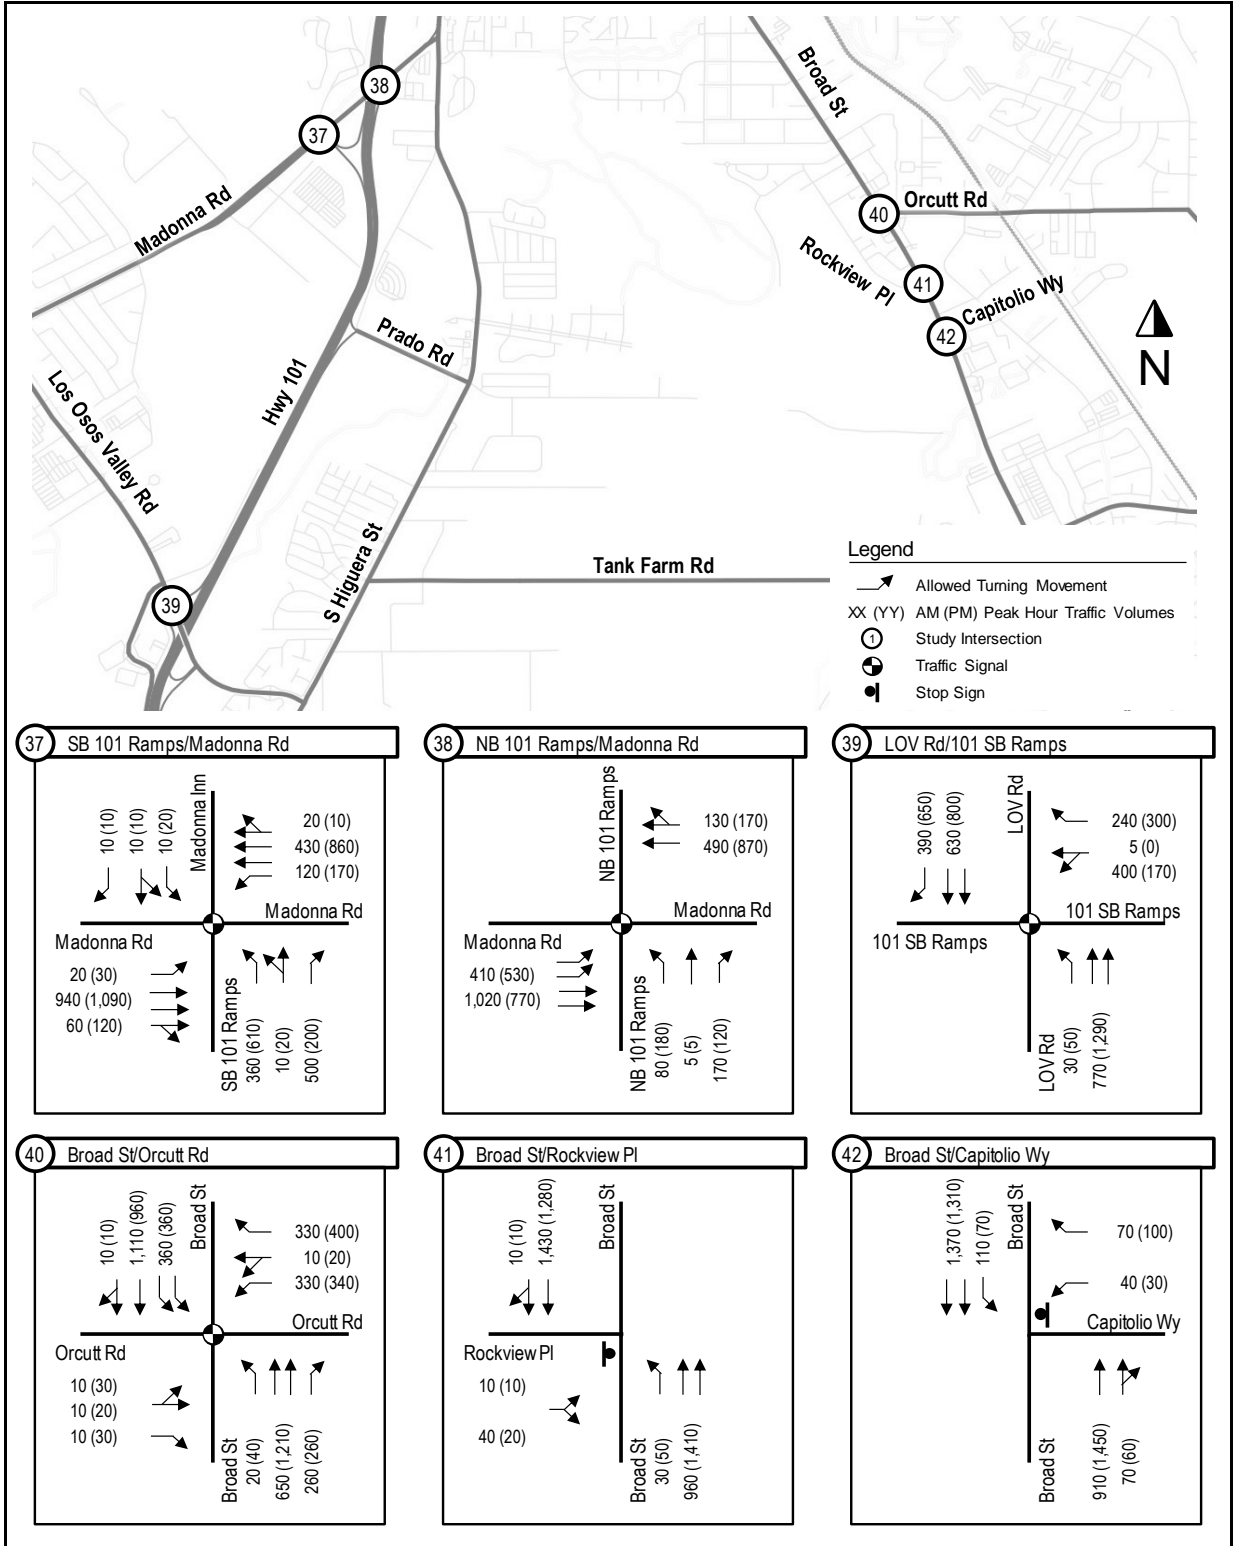 38
37
Madonna Rd
Broad St
40
Orcutt Rd
Rockview Pl
41
Capitolio Wy
42
N
Prado Rd
Hwy 101
Los Osos Valley Rd
S Higuera St
Tank Farm Rd
39
Legend
Allowed Turning Movement
XX (YY) AM (PM) Peak Hour Traffic Volumes
1 Study Intersection
Traffic Signal
Stop Sign
37 SB 101 Ramps/Madonna Rd
10 (10)
10 (10)
10 (20)
Madonna Inn
20 (10)
430 (860)
120 (170)
Madonna Rd
Madonna Rd
20 (30)
940 (1,090)
60 (120)
SB 101 Ramps
360 (610)
10 (20)
500 (200)
38 NB 101 Ramps/Madonna Rd
NB 101 Ramps
130 (170)
490 (870)
Madonna Rd
Madonna Rd
410 (530)
1,020 (770)
NB 101 Ramps
80 (180)
5 (5)
170 (120)
39 LOV Rd/101 SB Ramps
390 (650)
630 (800)
LOV Rd
240 (300)
5 (0)
400 (170)
101 SB Ramps
101 SB Ramps
LOV Rd
30 (50)
770 (1,290)
40 Broad St/Orcutt Rd
10 (10)
1,110 (960)
360 (360)
Broad St
330 (400)
10 (20)
330 (340)
Orcutt Rd
Orcutt Rd
10 (30)
10 (20)
10 (30)
Broad St
20 (40)
650 (1,210)
260 (260)
41 Broad St/Rockview Pl
10 (10)
1,430 (1,280)
Broad St
Rockview Pl
10 (10)
40 (20)
Broad St
30 (50)
960 (1,410)
42 Broad St/Capitolio Wy
1,370 (1,310)
110 (70)
Broad St
70 (100)
40 (30)
Capitolio Wy
Broad St
910 (1,450)
70 (60)